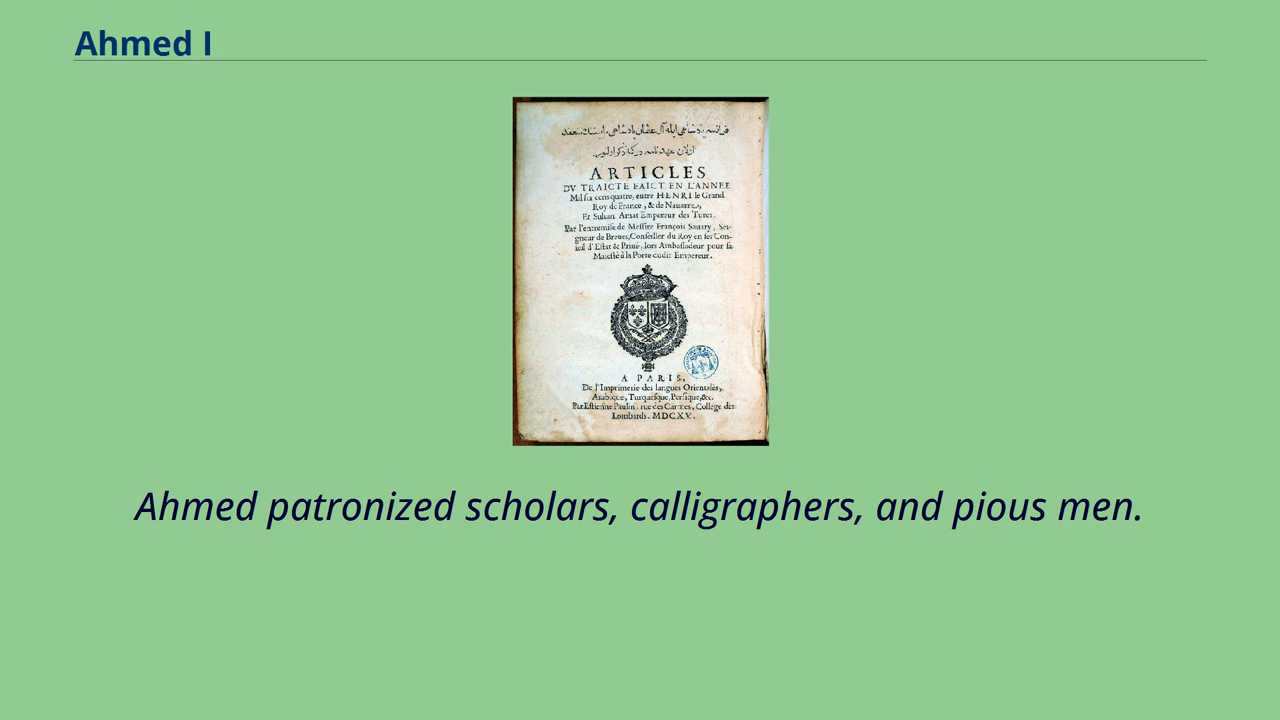 Ahmed I
ARTICLES
DV TRAICTE FAICT EN L'ANNEE
Mil six cens quatre, entre HENRI le Grand
Roy de France, & de Nauarre,
Et Sultan Amat Empereur des Turcs.
Par l'entremise de Messire François Sauary, Sei-
gneur de Breues, Conseiller du Roy en ses Con-
seil d'Estat & Priué, lors Ambassadeur pour sa
Maiesté à la Porte dudit Empereur.
A PARIS,
De l'Imprimerie des langues Orientales,
Arabique, Turquesque, Persique, &c.
Par Estienne Paulin, rue des Carmes, College des
Lombards. MDCXV.
Ahmed patronized scholars, calligraphers, and pious men.